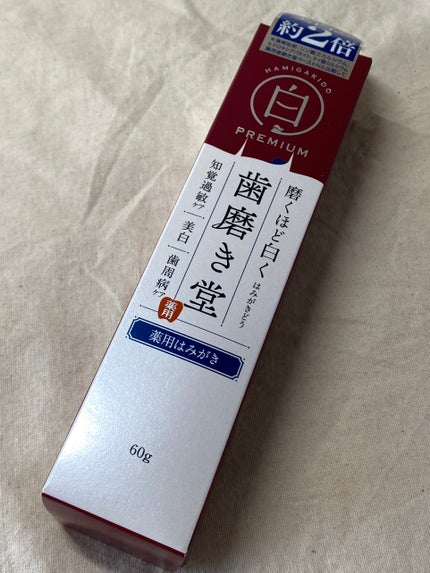 約2倍
HAMIGAKIDO
白
PREMIUM
磨くほど白く
はみがきどう
歯磨き堂
知覚過敏ケア
美白
歯周病ケア
薬用
薬用はみがき
60g